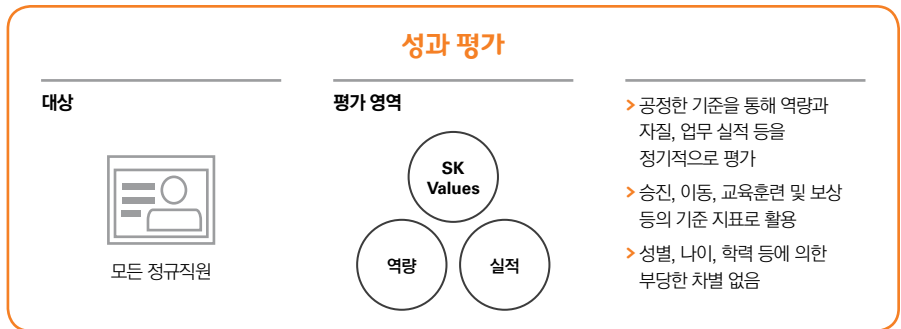 성과 평가
대상
모든 정규직원
평가 영역
SK
Values
역량
실적
> 공정한 기준을 통해 역량과
자질, 업무 실적 등을
정기적으로 평가
> 승진, 이동, 교육훈련 및 보상
등의 기준 지표로 활용
> 성별, 나이, 학력 등에 의한
부당한 차별 없음